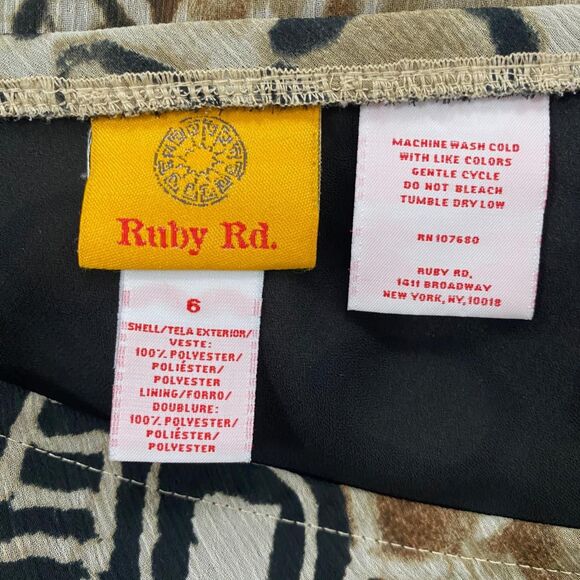 Ruby Rd.
6
SHELL/TELA EXTERIOR/
VESTE:
100% POLYESTER/
POLIÉSTER/
POLYESTER
LINING/FORRO/
DOUBLURE:
100% POLYESTER/
POLIÉSTER/
POLYESTER
MACHINE WASH COLD
WITH LIKE COLORS
GENTLE CYCLE
DO NOT BLEACH
TUMBLE DRY LOW
RN107680
RUBY RD.
1411 BROADWAY
NEW YORK, NY, 10018